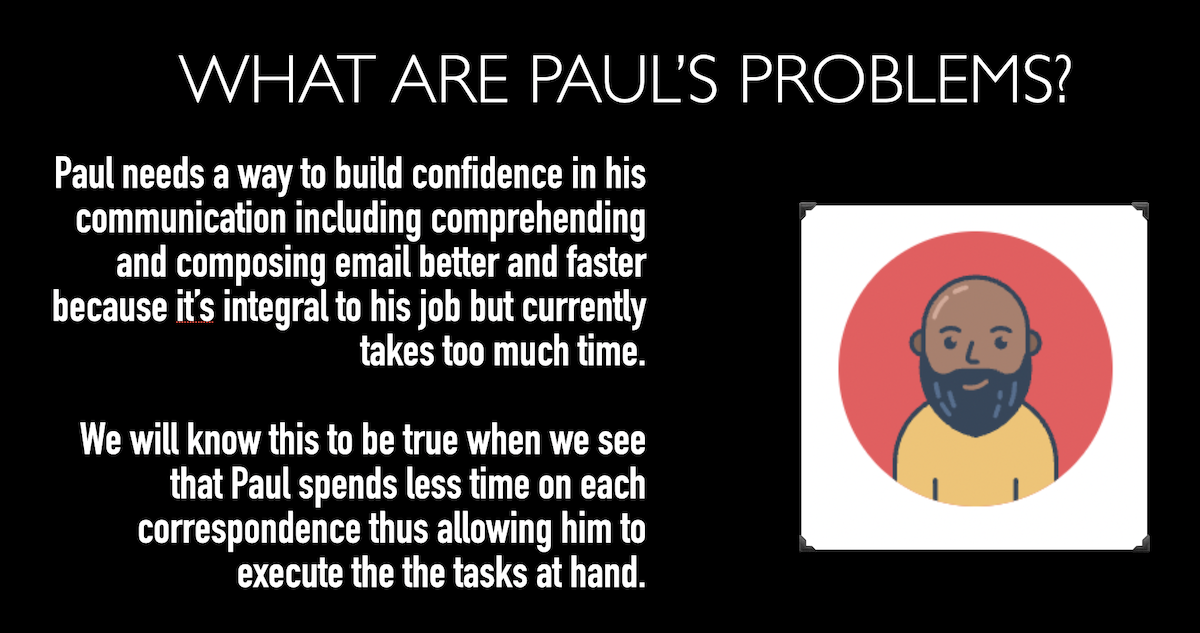 WHAT ARE PAUL’S PROBLEMS?
Paul needs a way to build confidence in his
communication including comprehending
and composing email better and faster
because it’s integral to his job but currently
takes too much time.
We will know this to be true when we see
that Paul spends less time on each
correspondence thus allowing him to
execute the the tasks at hand.